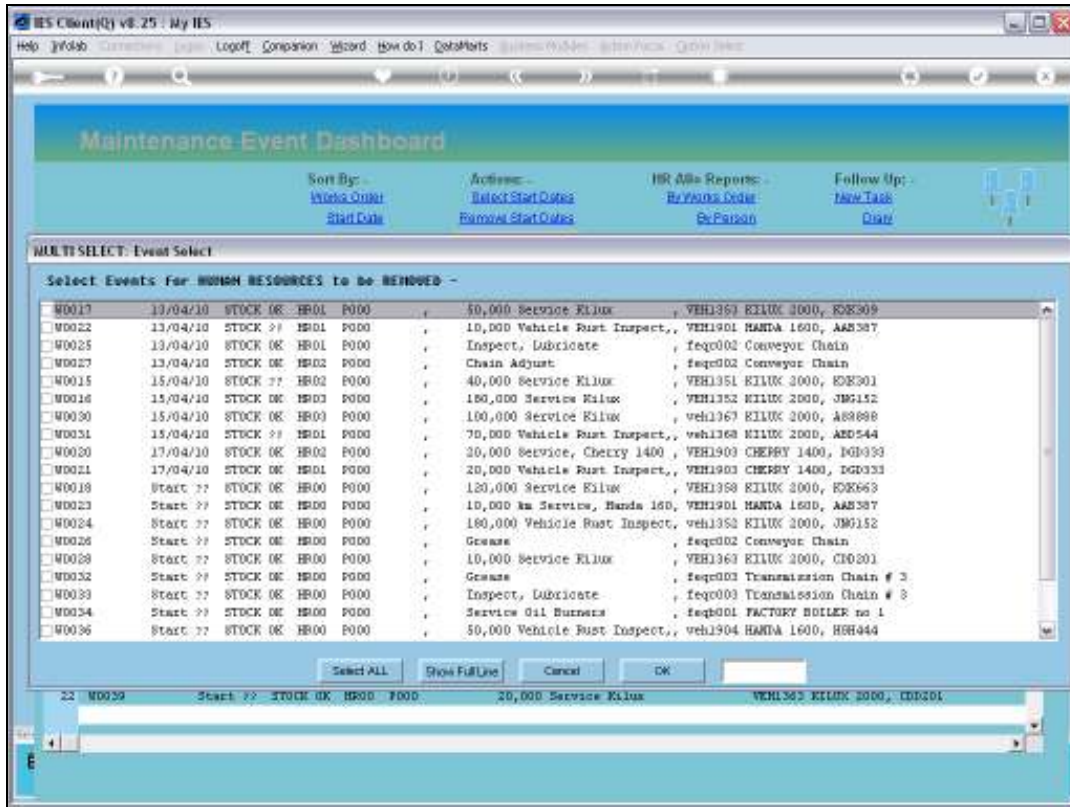 IES Client(Q) v8.25 : My IES
Help Infolab Logoff Companion Wizard How do I DataMarts
Maintenance Event Dashboard
Sort By: - Actions: - HR Allo Reports: - Follow Up: -
Works Order Select Start Dates By Works Order New Task
Start Date Remove Start Dates By Person Diary
MULTI SELECT: Event Select
Select Events for HUMAN RESOURCES to be REMOVED -
W0017 13/04/10 STOCK OK HR01 P000 , 50,000 Service Kilux , VEH1353 KILUX 2000, KDK309
W0022 13/04/10 STOCK ?? HR01 P000 , 10,000 Vehicle Rust Inspect,, VEH1901 MANDA 1600, AAB387
W0025 13/04/10 STOCK OK HR01 P000 , Inspect, Lubricate , feqc002 Conveyor Chain
W0027 13/04/10 STOCK OK HR02 P000 , Chain Adjust , feqc002 Conveyor Chain
W0015 15/04/10 STOCK ?? HR02 P000 , 40,000 Service Kilux , VEH1351 KILUX 2000, KDK301
W0016 15/04/10 STOCK OK HR03 P000 , 180,000 Service Kilux , VEH1352 KILUX 2000, JNG152
W0030 15/04/10 STOCK OK HR03 P000 , 100,000 Service Kilux , veh1367 KILUX 2000,
W0031 15/04/10 STOCK ?? HR01 P000 , 70,000 Vehicle Rust Inspect,, veh1368 KILUX 2000, ABD544
W0020 17/04/10 STOCK OK HR02 P000 , 20,000 Service, Cherry 1400 , VEH1903 CHERRY 1400, DGD333
W0021 17/04/10 STOCK OK HR01 P000 , 20,000 Vehicle Rust Inspect,, VEH1903 CHERRY 1400, DGD333
W0018 Start ?? STOCK OK HR00 P000 , 120,000 Service Kilux , VEH1358 KILUX 2000, KDK663
W0023 Start ?? STOCK OK HR00 P000 , 10,000 km Service, Manda 160, VEH1901 MANDA 1600, AAB387
W0024 Start ?? STOCK OK HR00 P000 , 180,000 Vehicle Rust Inspect, veh1352 KILUX 2000, JNG152
W0026 Start ?? STOCK OK HR00 P000 , Grease , feqc002 Conveyor Chain
W0028 Start ?? STOCK OK HR00 P000 , 10,000 Service Kilux , VEH1363 KILUX 2000, CDD201
W0032 Start ?? STOCK OK HR00 P000 , Grease , feqc003 Transmission Chain # 3
W0033 Start ?? STOCK OK HR00 P000 , Inspect, Lubricate , feqc003 Transmission Chain # 3
W0034 Start ?? STOCK OK HR00 P000 , Service Oil Burners , feqb001 FACTORY BOILER no 1
W0036 Start ?? STOCK OK HR00 P000 , 50,000 Vehicle Rust Inspect,, veh1904 MANDA 1600, HGH444
Select ALL Show Full Line Cancel OK
22 W0039 Start ?? STOCK OK HR00 P000 20,000 Service Kilux VEH1363 KILUX 2000, CDD201